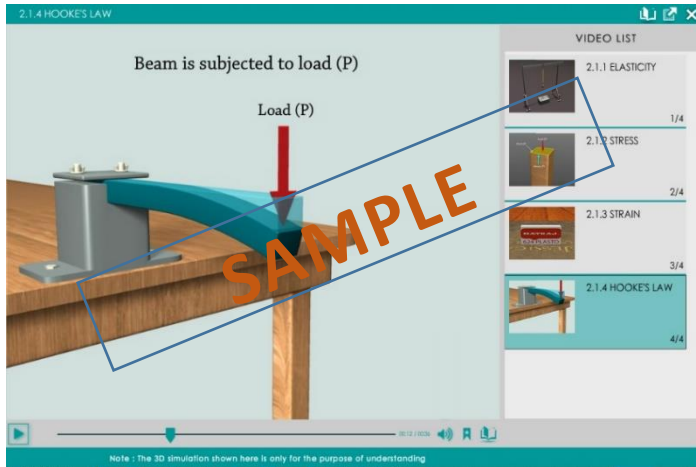 2.1.4 HOOKE'S LAW
Beam is subjected to load (P)
Load (P)
SAMPLE
VIDEO LIST
2.1.1 ELASTICITY
1/4
2.1.2 STRESS
2/4
2.1.3 STRAIN
3/4
2.1.4 HOOKE'S LAW
4/4
Note : The 3D simulation shown here is only for the purpose of understanding